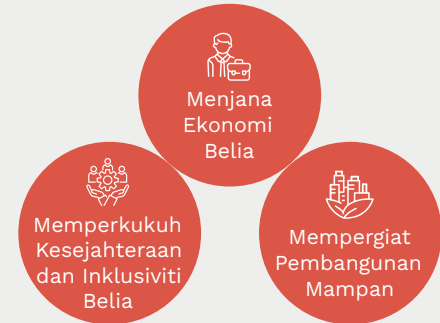 Menjana
Ekonomi
Belia
Memperkukuh
Kesejahteraan
dan Inklusiviti
Belia
Mempergiat
Pembangunan
Mampan